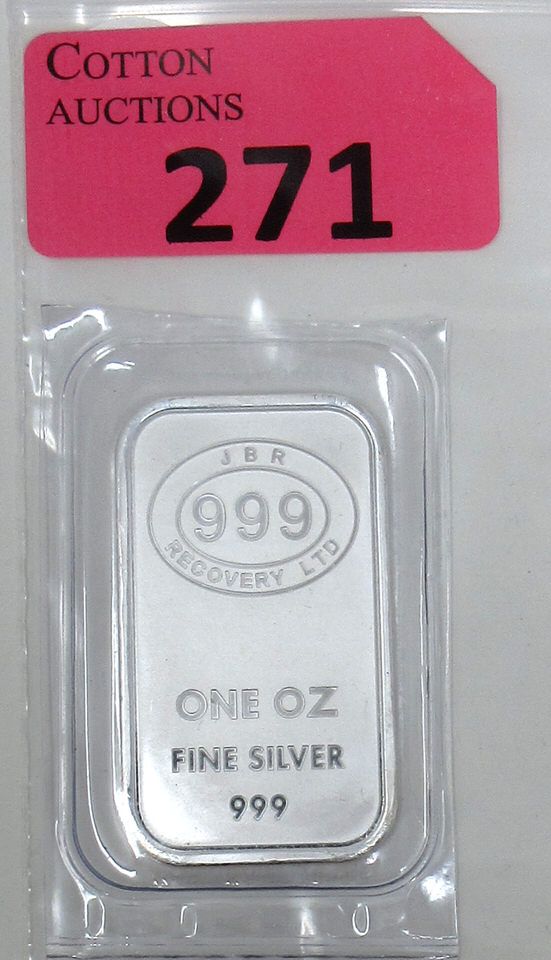 COTTON
AUCTIONS
271
JBR
999
RECOVERY LTD
ONE OZ
FINE SILVER
999